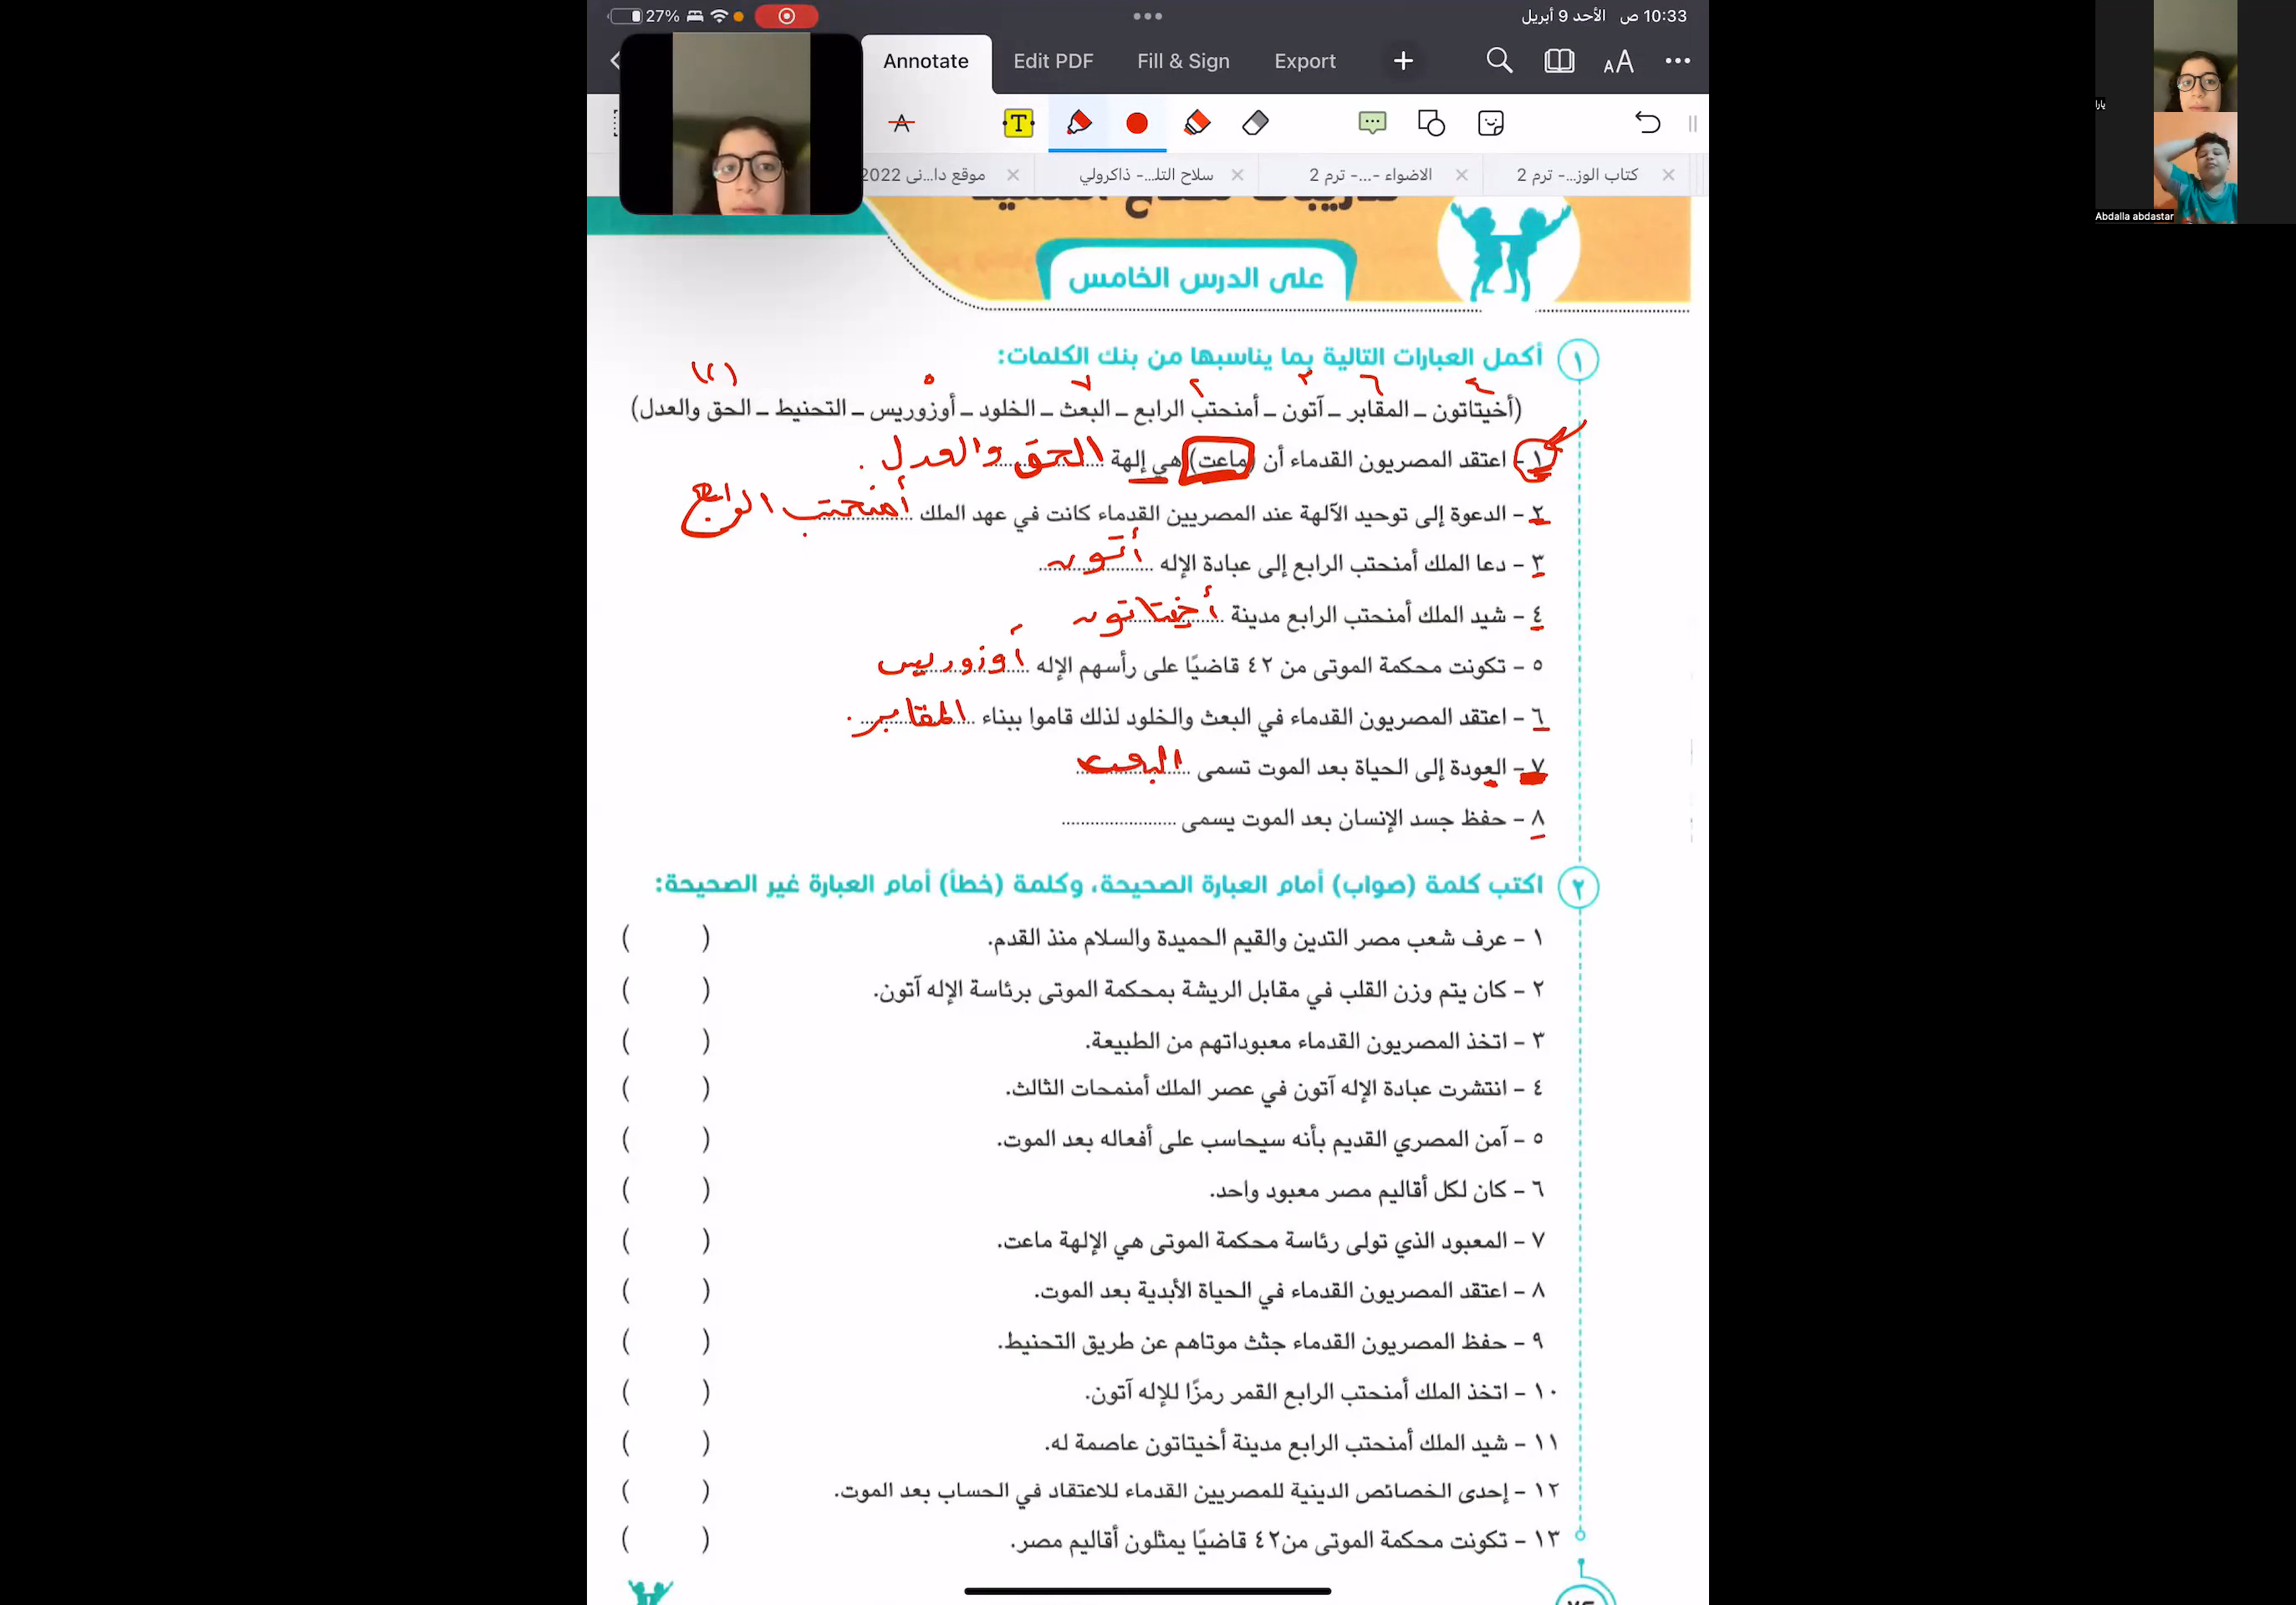 27%
10:33 ص الأحد 9 أبريل
Annotate Edit PDF Fill & Sign Export
موقع دا...نى 2022
سلاح التلـ...- ذاكرولي
الاضواء -...- ترم 2
كتاب الوز...- ترم 2
يارا
Abdalla abdastar
على الدرس الخامس
١ أكمل العبارات التالية بما يناسبها من بنك الكلمات:
٤ ٦ ٣ ٢ ٧ ٥ (١)
(أخيتاتون – المقابر – آتون – أمنحتب الرابع – البعث – الخلود – أوزوريس – التحنيط – الحق والعدل)
١ - اعتقد المصريون القدماء أن (ماعت) هي إلهة الحق والعدل .
٢ - الدعوة إلى توحيد الآلهة عند المصريين القدماء كانت في عهد الملك أمنحتب الرابع
٣ - دعا الملك أمنحتب الرابع إلى عبادة الإله أتون
٤ - شيد الملك أمنحتب الرابع مدينة أخيتاتون
٥ - تكونت محكمة الموتى من ٤٢ قاضيًا على رأسهم الإله أوزوريس
٦ - اعتقد المصريون القدماء في البعث والخلود لذلك قاموا ببناء المقابر .
٧ - العودة إلى الحياة بعد الموت تسمى البعث
٨ - حفظ جسد الإنسان بعد الموت يسمى ......................
٢ اكتب كلمة (صواب) أمام العبارة الصحيحة، وكلمة (خطأ) أمام العبارة غير الصحيحة:
١ - عرف شعب مصر التدين والقيم الحميدة والسلام منذ القدم. ( )
٢ - كان يتم وزن القلب في مقابل الريشة بمحكمة الموتى برئاسة الإله آتون. ( )
٣ - اتخذ المصريون القدماء معبوداتهم من الطبيعة. ( )
٤ - انتشرت عبادة الإله آتون في عصر الملك أمنمحات الثالث. ( )
٥ - آمن المصري القديم بأنه سيحاسب على أفعاله بعد الموت. ( )
٦ - كان لكل أقاليم مصر معبود واحد. ( )
٧ - المعبود الذي تولى رئاسة محكمة الموتى هي الإلهة ماعت. ( )
٨ - اعتقد المصريون القدماء في الحياة الأبدية بعد الموت. ( )
٩ - حفظ المصريون القدماء جثث موتاهم عن طريق التحنيط. ( )
١٠ - اتخذ الملك أمنحتب الرابع القمر رمزًا للإله آتون. ( )
١١ - شيد الملك أمنحتب الرابع مدينة أخيتاتون عاصمة له. ( )
١٢ - إحدى الخصائص الدينية للمصريين القدماء للاعتقاد في الحساب بعد الموت. ( )
١٣ - تكونت محكمة الموتى من٤٢ قاضيًا يمثلون أقاليم مصر. ( )